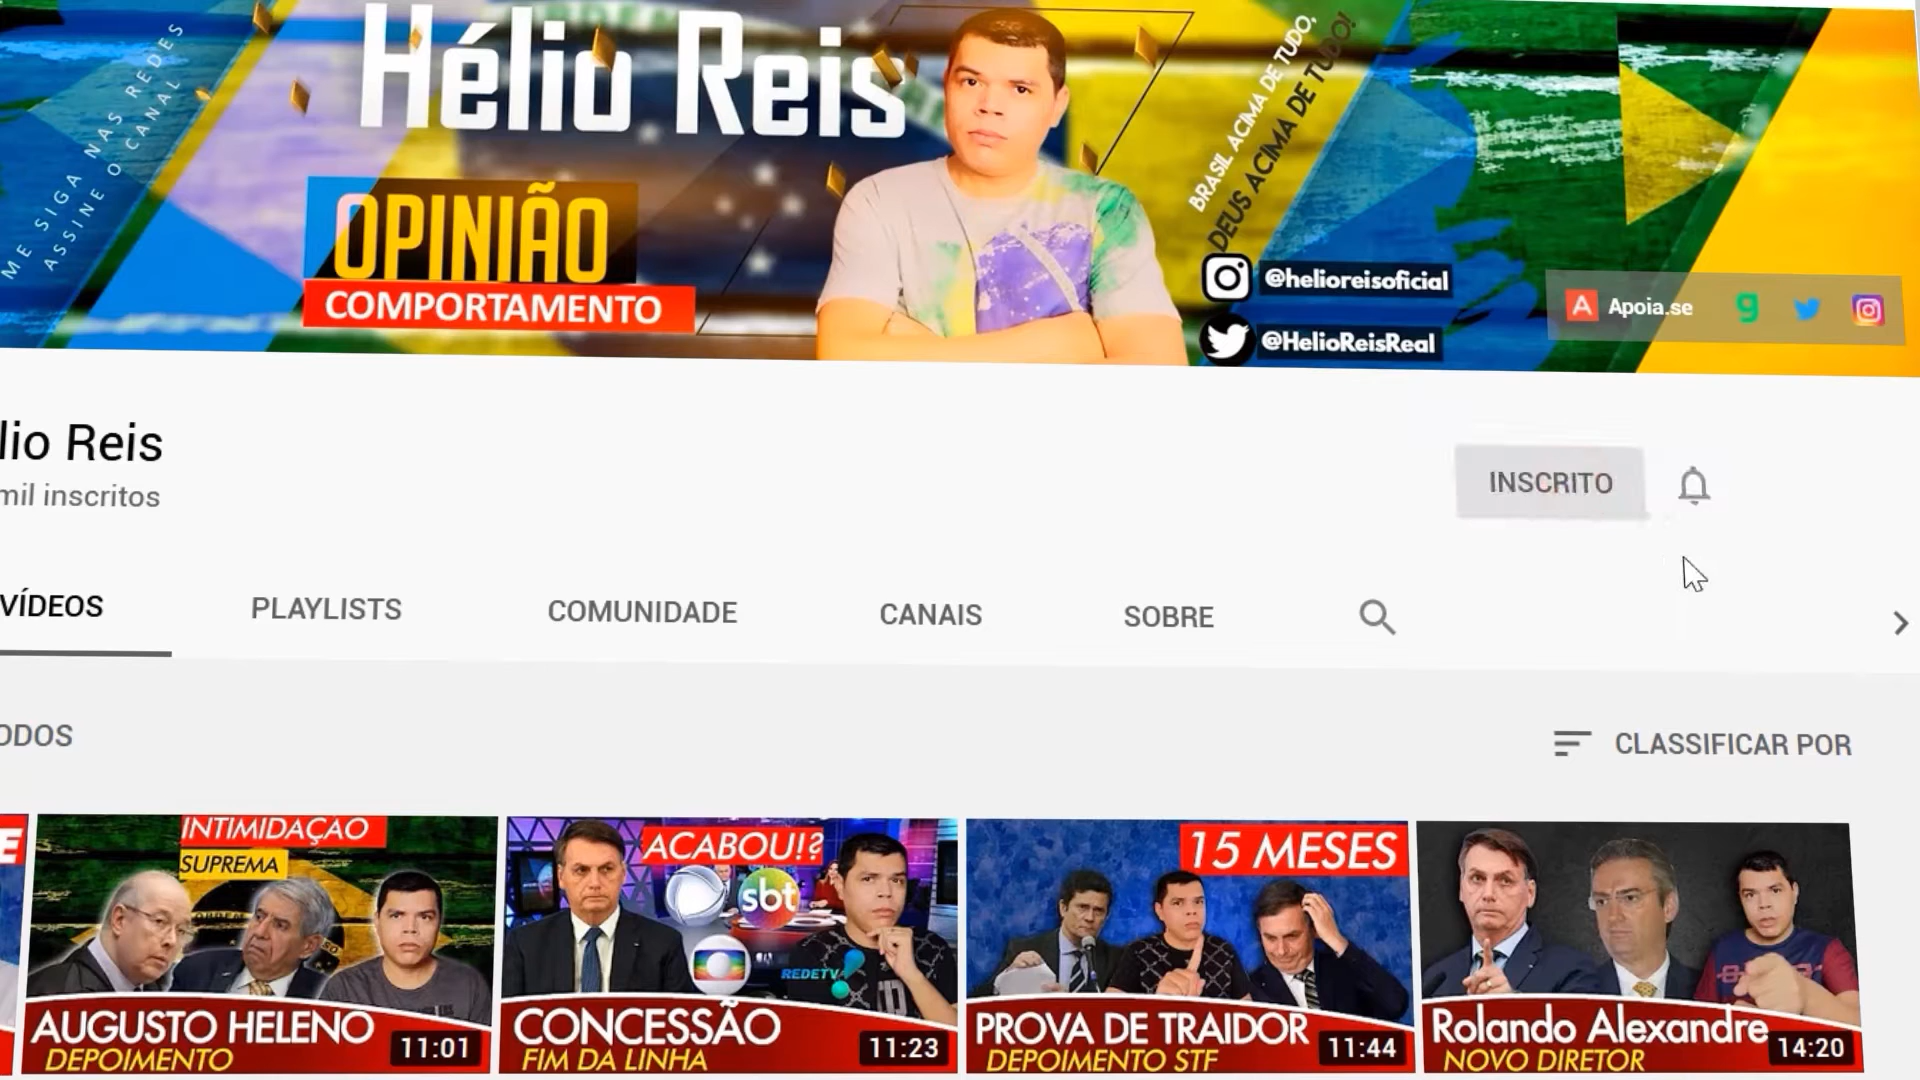 ME SIGA NAS REDES
ASSINE O CANAL
Hélio Reis
OPINIÃO
COMPORTAMENTO
BRASIL ACIMA DE TUDO,
DEUS ACIMA DE TUDO!
@helioreisoficial
@HelioReisReal
Apoia.se
lio Reis
mil inscritos
INSCRITO
VÍDEOS
PLAYLISTS
COMUNIDADE
CANAIS
SOBRE
ODOS
CLASSIFICAR POR
E
INTIMIDAÇÃO
SUPREMA
AUGUSTO HELENO
DEPOIMENTO
11:01
ACABOU!?
sbt
REDETV!
CONCESSÃO
FIM DA LINHA
11:23
15 MESES
PROVA DE TRAIDOR
DEPOIMENTO STF
11:44
Rolando Alexandre
NOVO DIRETOR
14:20